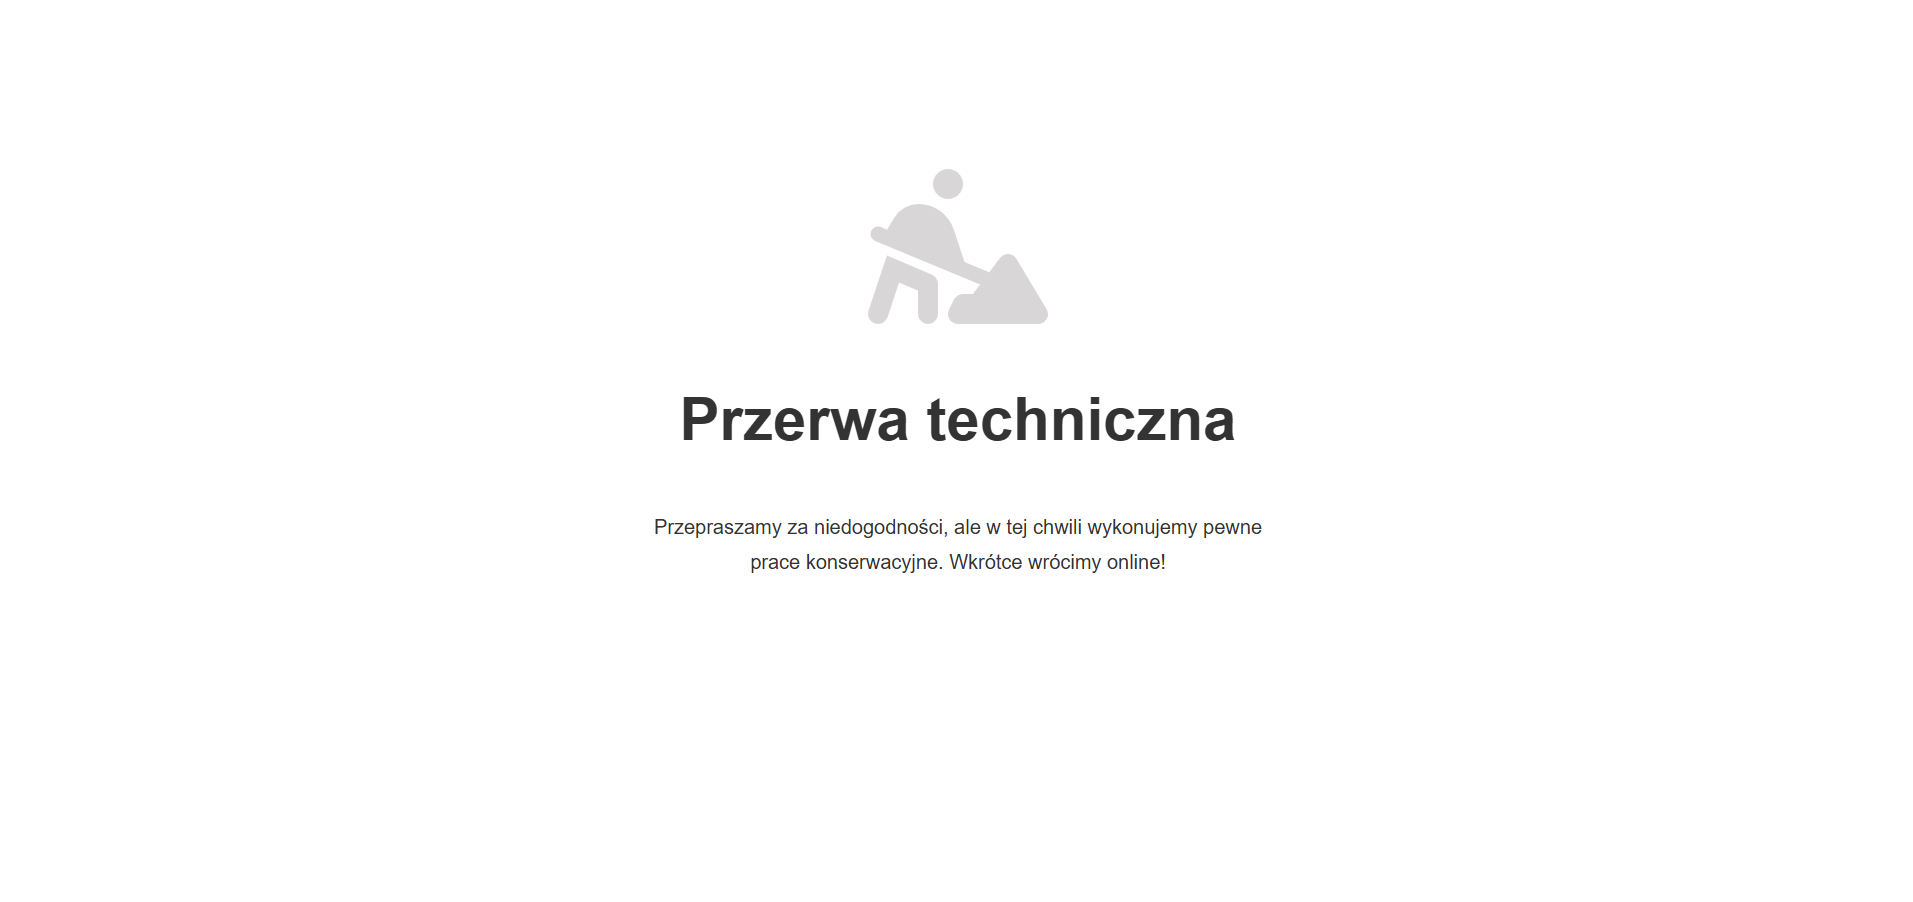 Przerwa techniczna
Przepraszamy za niedogodności, ale w tej chwili wykonujemy pewne
prace konserwacyjne. Wkrótce wrócimy online!